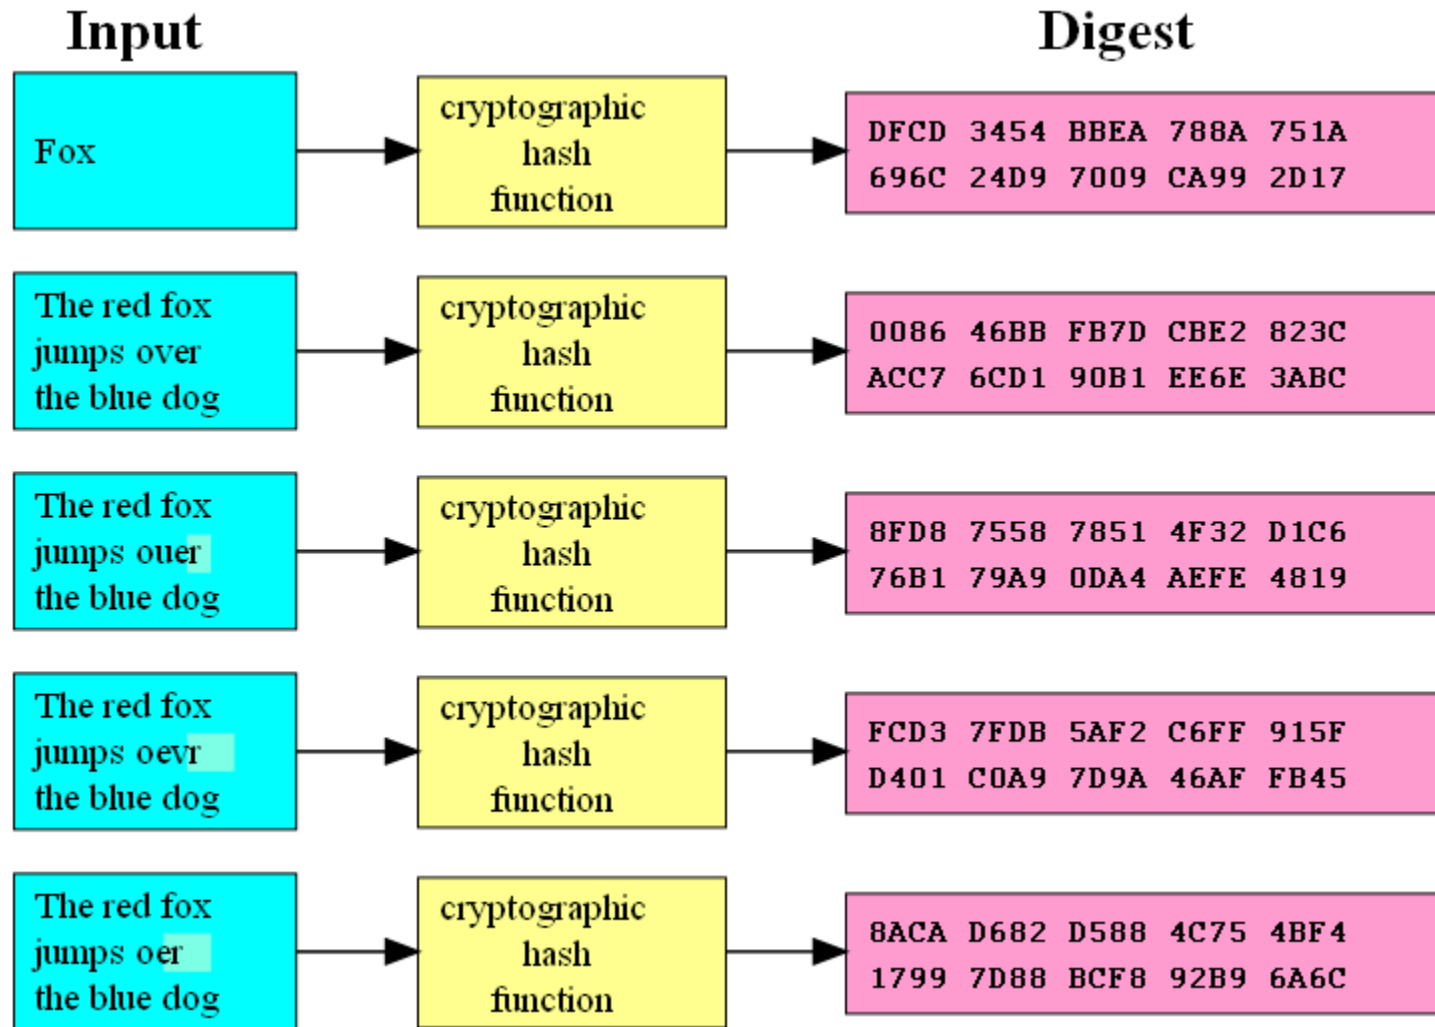 Input
Digest
Fox
cryptographic
hash
function
DFCD 3454 BBEA 788A 751A
696C 24D9 7009 CA99 2D17
The red fox
jumps over
the blue dog
cryptographic
hash
function
0086 46BB FB7D CBE2 823C
ACC7 6CD1 90B1 EE6E 3ABC
The red fox
jumps ouer
the blue dog
cryptographic
hash
function
8FD8 7558 7851 4F32 D1C6
76B1 79A9 0DA4 AEFE 4819
The red fox
jumps oevr
the blue dog
cryptographic
hash
function
FCD3 7FDB 5AF2 C6FF 915F
D401 C0A9 7D9A 46AF FB45
The red fox
jumps oer
the blue dog
cryptographic
hash
function
8ACA D682 D588 4C75 4BF4
1799 7D88 BCF8 92B9 6A6C